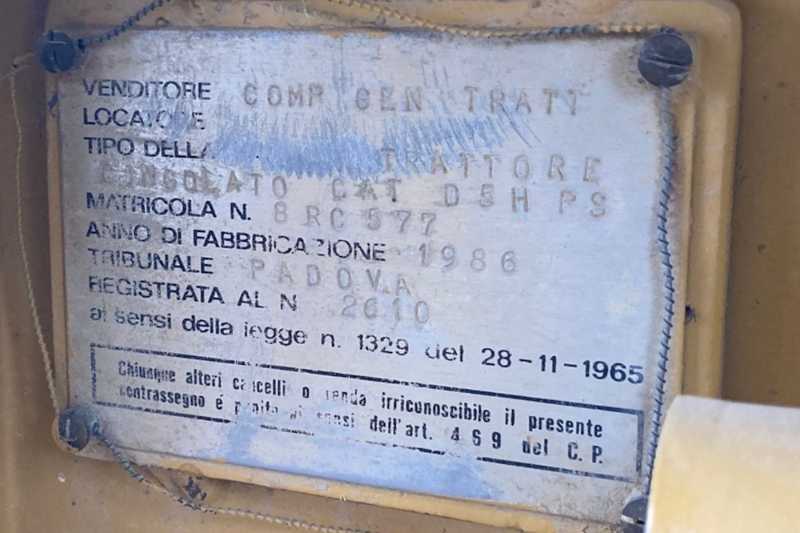 VENDITORE COMP GEN TRATT
LOCATORE
TIPO DELLA TRATTORE
CINGOLATO CAT D5H PS
MATRICOLA N. 8RC577
ANNO DI FABBRICAZIONE 1986
TRIBUNALE PADOVA
REGISTRATA AL N 2610
ai sensi della legge n. 1329 del 28-11-1965
Chiunque alteri cancelli o renda irriconoscibile il presente
contrassegno é punito ai sensi dell'art. 469 del C.P.